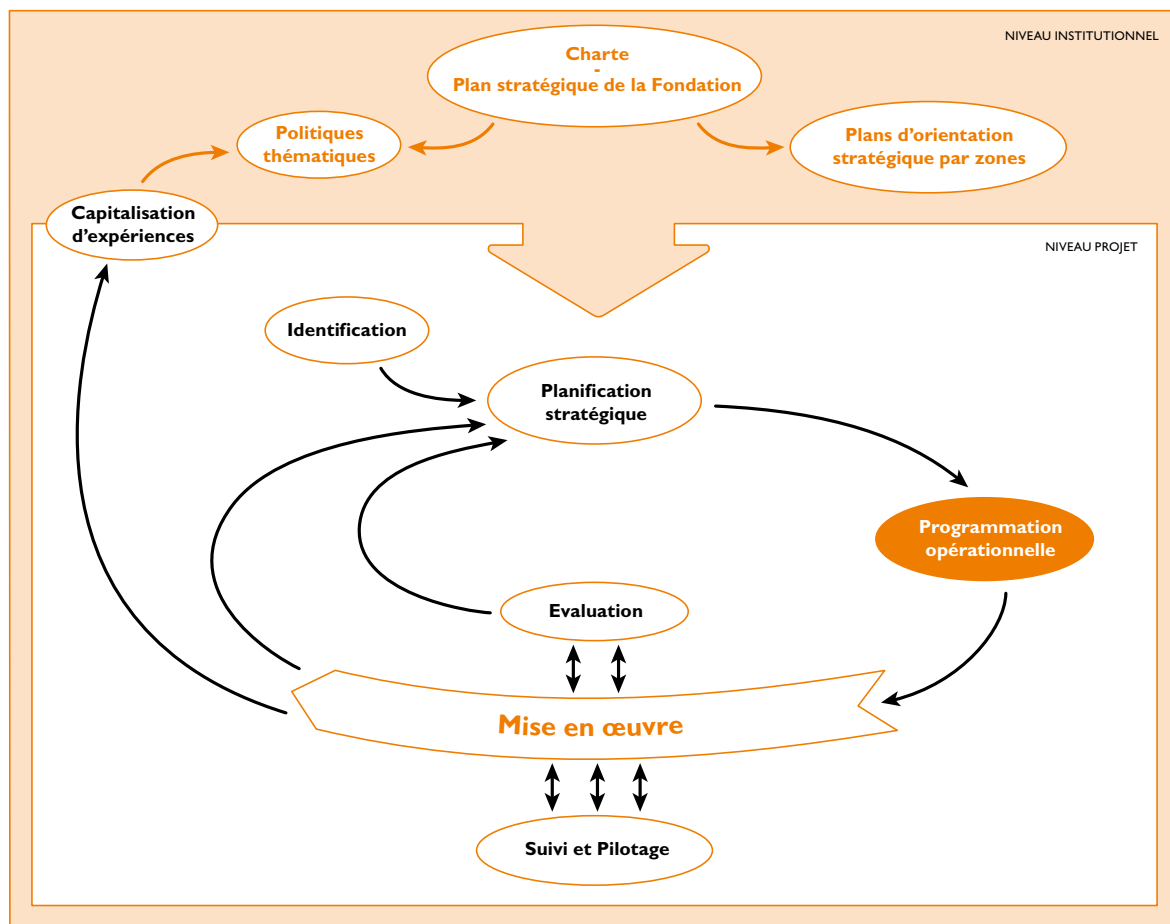 NIVEAU INSTITUTIONNEL
Charte
-
Plan stratégique de la Fondation
Politiques
thématiques
Plans d'orientation
stratégique par zones
Capitalisation
d'expériences
NIVEAU PROJET
Identification
Planification
stratégique
Programmation
opérationnelle
Evaluation
Mise en œuvre
Suivi et Pilotage